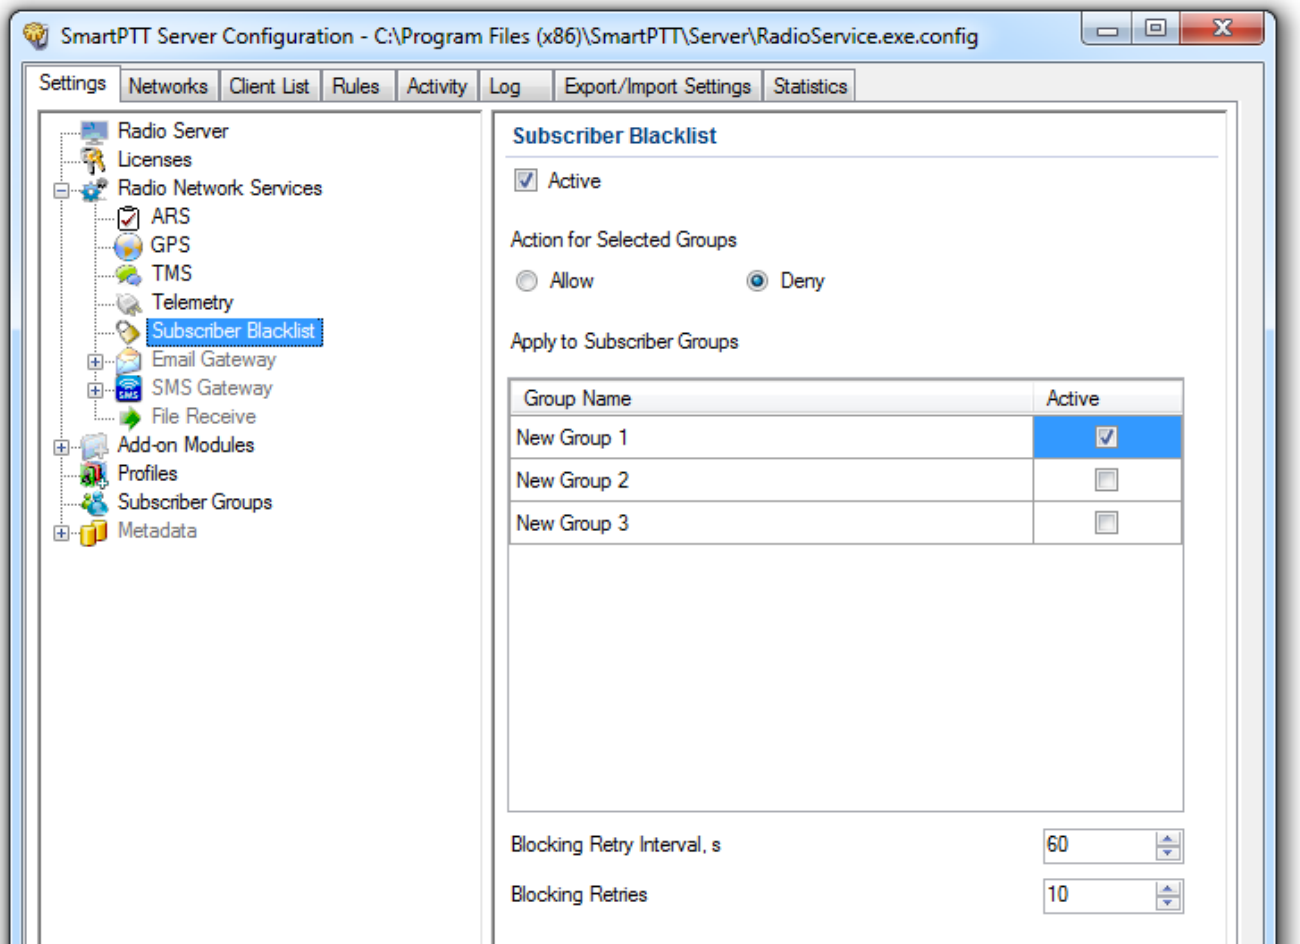 SmartPTT Server Configuration - C:\Program Files (x86)\SmartPTT\Server\RadioService.exe.config
Settings Networks Client List Rules Activity Log Export/Import Settings Statistics
Radio Server
Licenses
Radio Network Services
ARS
GPS
TMS
Telemetry
Subscriber Blacklist
Email Gateway
SMS
SMS Gateway
File Receive
Add-on Modules
Profiles
Subscriber Groups
Metadata
Subscriber Blacklist
Active
Action for Selected Groups
Allow Deny
Apply to Subscriber Groups
Group Name Active
New Group 1
New Group 2
New Group 3
Blocking Retry Interval, s 60
Blocking Retries 10